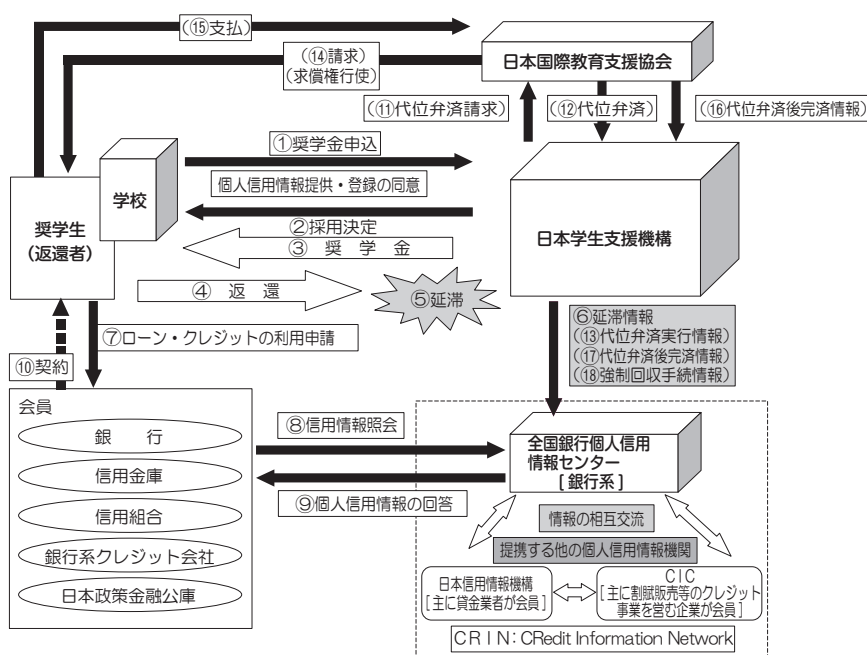 (⑮支払)
(⑭請求)
(求償権行使)
日本国際教育支援協会
(⑪代位弁済請求)
(⑫代位弁済)
(⑯代位弁済後完済情報)
①奨学金申込
個人信用情報提供・登録の同意
学校
奨学生
(返還者)
②採用決定
③ 奨 学 金
日本学生支援機構
④ 返 還
⑤延滞
⑥延滞情報
(⑬代位弁済実行情報)
(⑰代位弁済後完済情報)
(⑱強制回収手続情報)
⑦ローン・クレジットの利用申請
⑩契約
会員
銀 行
信用金庫
信用組合
銀行系クレジット会社
日本政策金融公庫
⑧信用情報照会
⑨個人信用情報の回答
全国銀行個人信用
情報センター
[銀行系]
情報の相互交流
提携する他の個人信用情報機関
日本信用情報機構
[主に貸金業者が会員]
CIC
[主に割賦販売等のクレジット
事業を営む企業が会員]
CRIN:CRedit Information Network